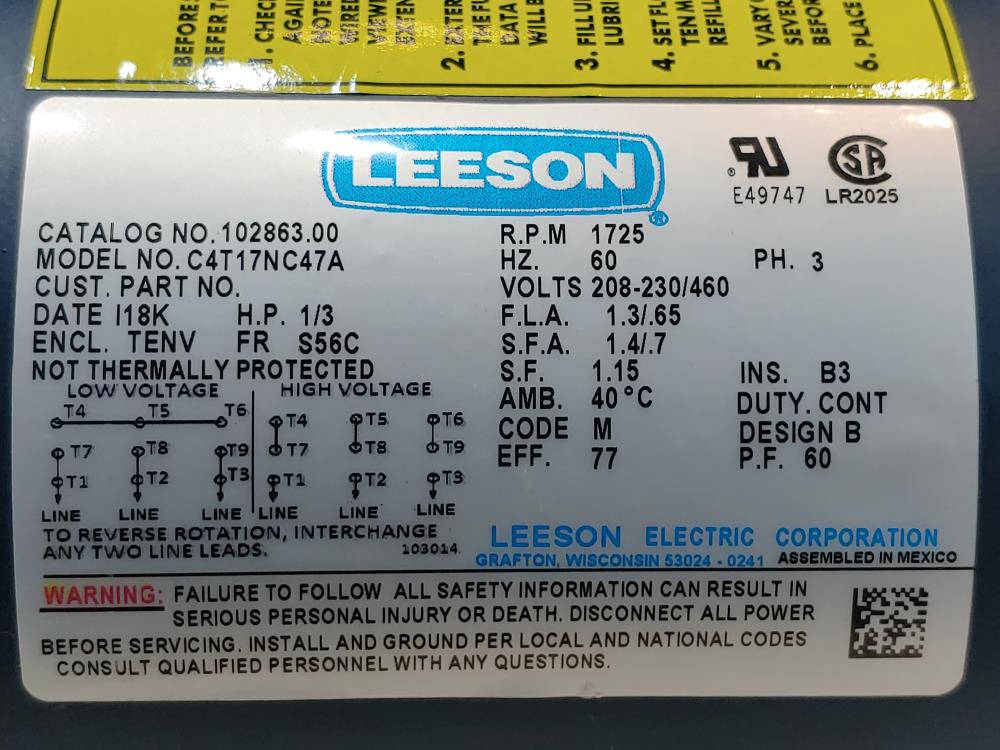 BEFORE
REFER T
1. CHEC
AGAI
NOTE
WIRED
VIEWE
EXTEN
2. EXTER
THE FU
DATA
WILL B
3. FILL UN
LUBRI
4. SET FL
TEN M
REFILL
5. VARY
SEVER
BEFOR
6. PLACE
LEESON
®
E49747 LR2025
CATALOG NO. 102863.00
MODEL NO. C4T17NC47A
CUST. PART NO.
DATE I18K H.P. 1/3
ENCL. TENV FR S56C
NOT THERMALLY PROTECTED
R.P.M 1725
HZ. 60 PH. 3
VOLTS 208-230/460
F.L.A. 1.3/.65
S.F.A. 1.4/.7
S.F. 1.15 INS. B3
AMB. 40°C DUTY. CONT
CODE M DESIGN B
EFF. 77 P.F. 60
LOW VOLTAGE HIGH VOLTAGE
T4 T5 T6 T4 T5 T6
T7 T8 T9 T7 T8 T9
T1 T2 T3 T1 T2 T3
LINE LINE LINE LINE LINE LINE
TO REVERSE ROTATION, INTERCHANGE
ANY TWO LINE LEADS. 103014
LEESON ELECTRIC CORPORATION
GRAFTON, WISCONSIN 53024 - 0241 ASSEMBLED IN MEXICO
WARNING: FAILURE TO FOLLOW ALL SAFETY INFORMATION CAN RESULT IN
SERIOUS PERSONAL INJURY OR DEATH. DISCONNECT ALL POWER
BEFORE SERVICING. INSTALL AND GROUND PER LOCAL AND NATIONAL CODES
CONSULT QUALIFIED PERSONNEL WITH ANY QUESTIONS.